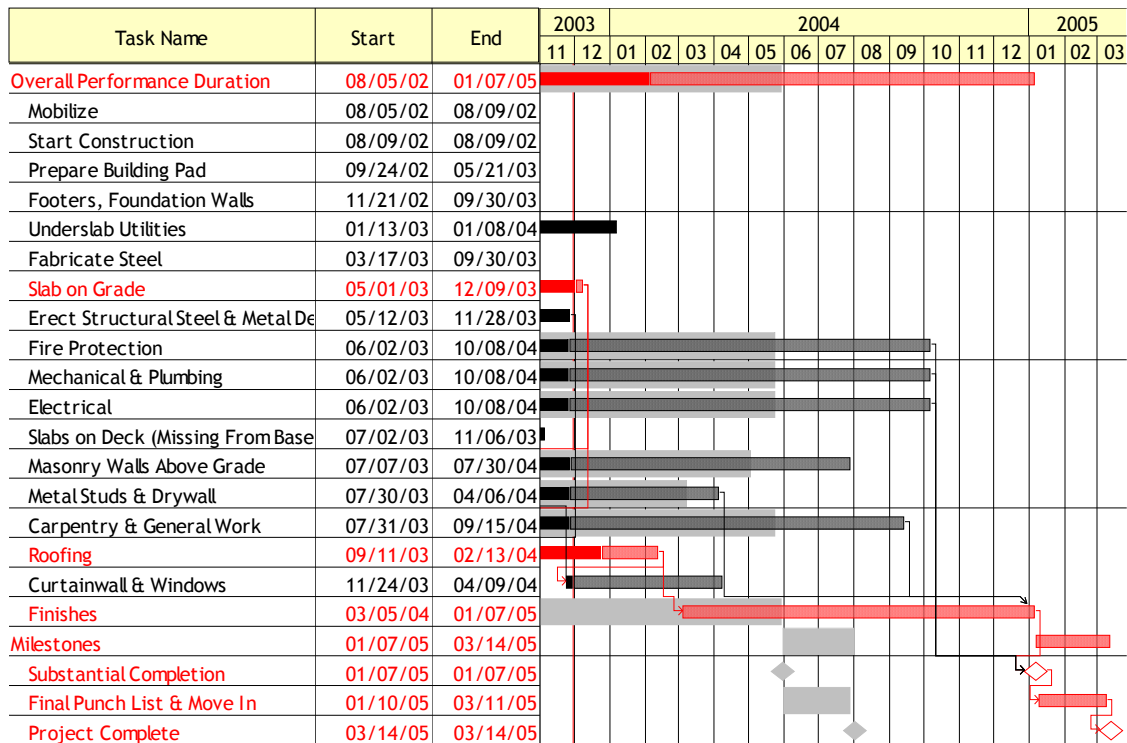 Task Name Start End 2003 2004 2005
11 12 01 02 03 04 05 06 07 08 09 10 11 12 01 02 03
Overall Performance Duration 08/05/02 01/07/05
Mobilize 08/05/02 08/09/02
Start Construction 08/09/02 08/09/02
Prepare Building Pad 09/24/02 05/21/03
Footers, Foundation Walls 11/21/02 09/30/03
Underslab Utilities 01/13/03 01/08/04
Fabricate Steel 03/17/03 09/30/03
Slab on Grade 05/01/03 12/09/03
Erect Structural Steel & Metal De 05/12/03 11/28/03
Fire Protection 06/02/03 10/08/04
Mechanical & Plumbing 06/02/03 10/08/04
Electrical 06/02/03 10/08/04
Slabs on Deck (Missing From Base 07/02/03 11/06/03
Masonry Walls Above Grade 07/07/03 07/30/04
Metal Studs & Drywall 07/30/03 04/06/04
Carpentry & General Work 07/31/03 09/15/04
Roofing 09/11/03 02/13/04
Curtainwall & Windows 11/24/03 04/09/04
Finishes 03/05/04 01/07/05
Milestones 01/07/05 03/14/05
Substantial Completion 01/07/05 01/07/05
Final Punch List & Move In 01/10/05 03/11/05
Project Complete 03/14/05 03/14/05